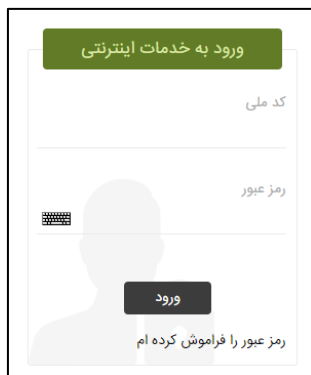 ورود به خدمات اینترنتی
کد ملی
رمز عبور
ورود
رمز عبور را فراموش کرده ام